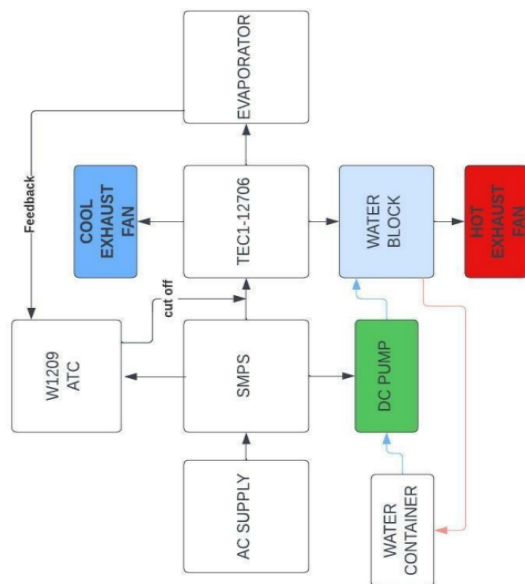 EVAPORATOR
Feedback
COOL
EXHAUST
FAN
TEC1-12706
WATER
BLOCK
HOT
EXHAUST
FAN
cut off
W1209
ATC
SMPS
DC PUMP
AC SUPPLY
WATER
CONTAINER